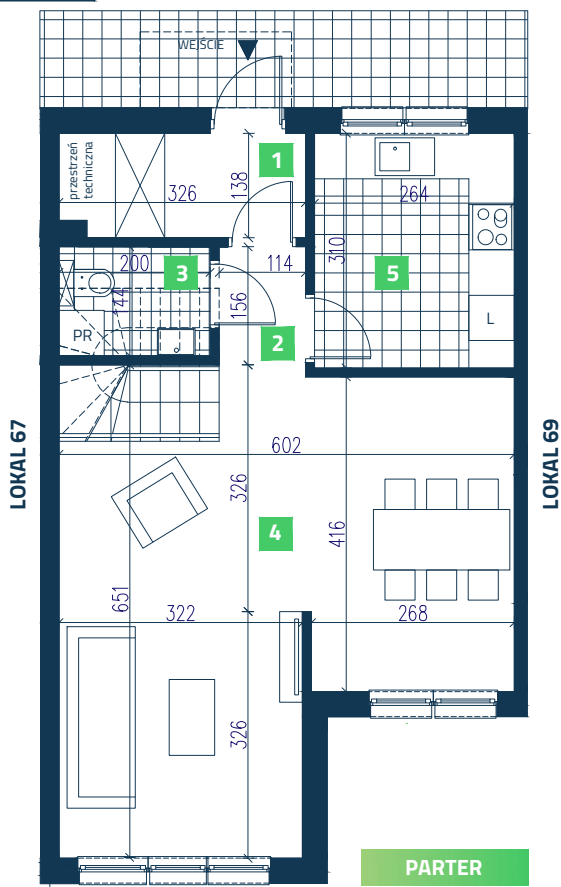 WEJŚCIE
przestrzeń
techniczna
1
326
138
264
310
200
3
114
5
44
156
PR
2
L
LOKAL 67
LOKAL 69
602
326
416
4
651
322
268
326
PARTER